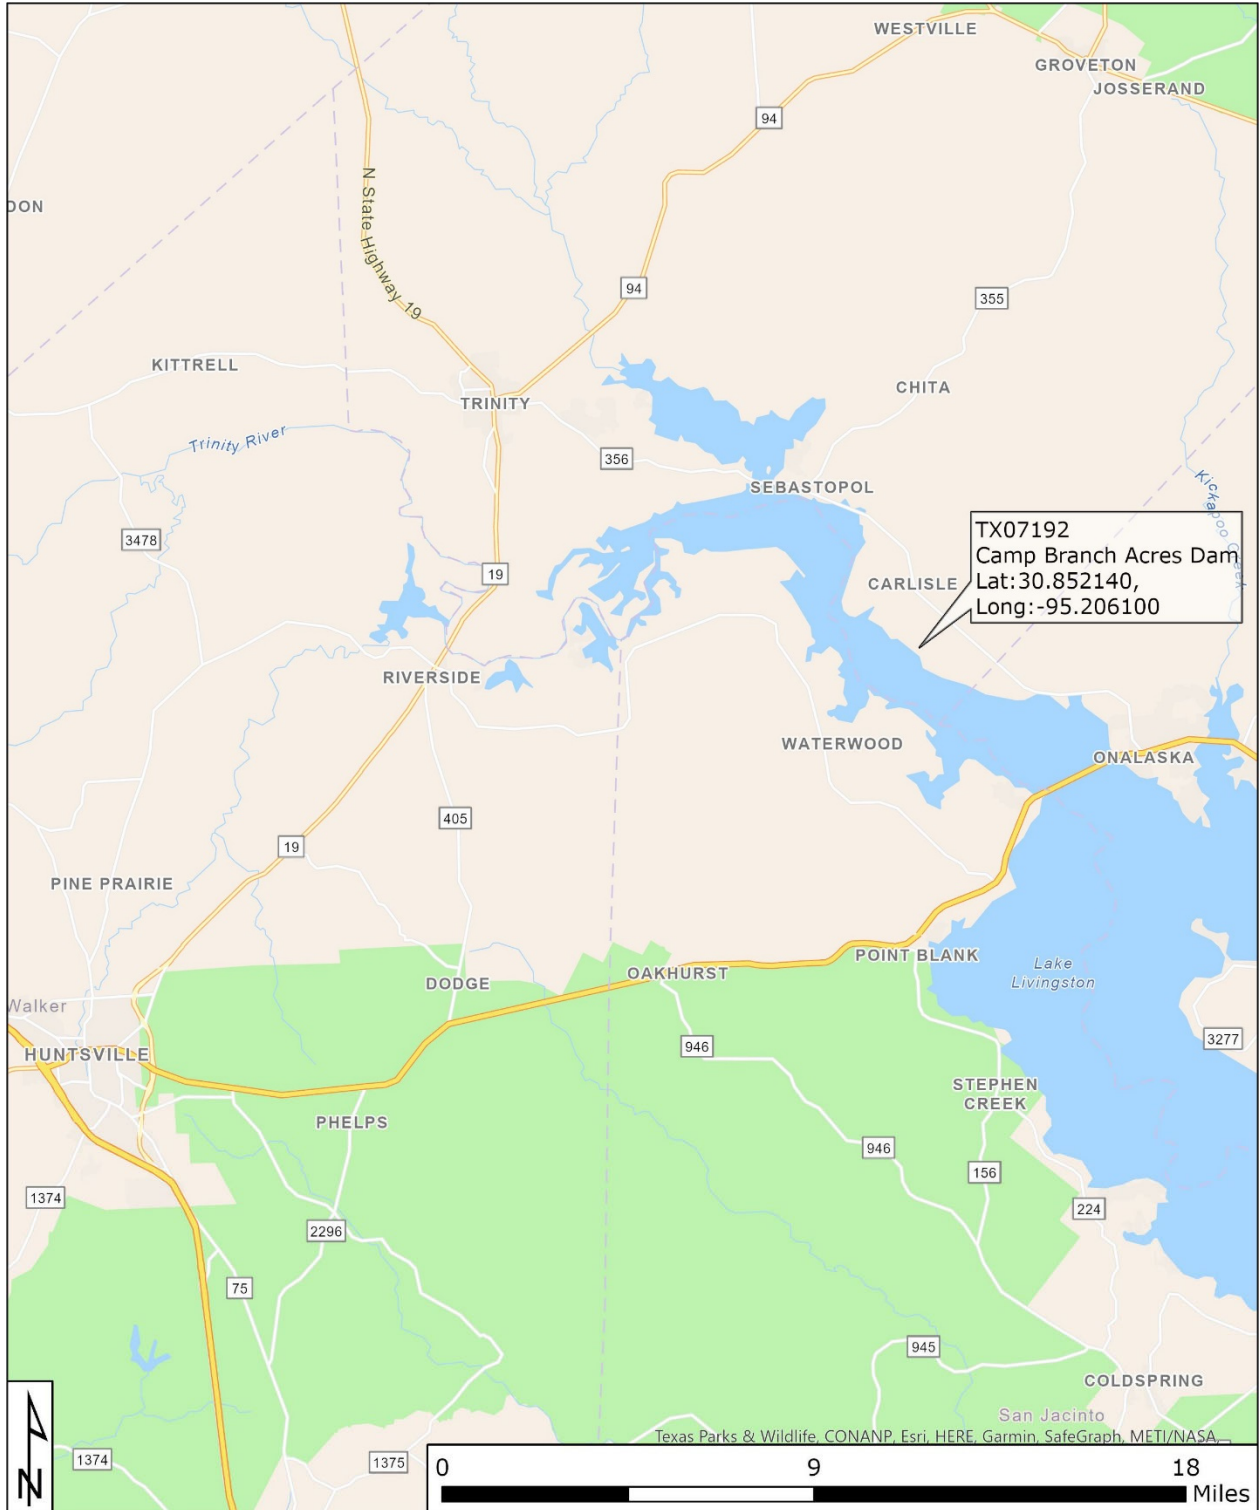 WESTVILLE
GROVETON
JOSSERAND
94
N State Highway 19
DON
94
355
KITTRELL
CHITA
TRINITY
Trinity River
356
SEBASTOPOL
Kickapoo Creek
3478
TX07192
Camp Branch Acres Dam
Lat:30.852140,
Long:-95.206100
19
CARLISLE
RIVERSIDE
WATERWOOD
ONALASKA
405
19
PINE PRAIRIE
POINT BLANK
OAKHURST
DODGE
Lake
Livingston
Walker
3277
946
HUNTSVILLE
STEPHEN
CREEK
PHELPS
946
156
1374
224
2296
75
945
COLDSPRING
San Jacinto
Texas Parks & Wildlife, CONANP, Esri, HERE, Garmin, SafeGraph, METI/NASA,
1374
1375
N
0 9 18
Miles